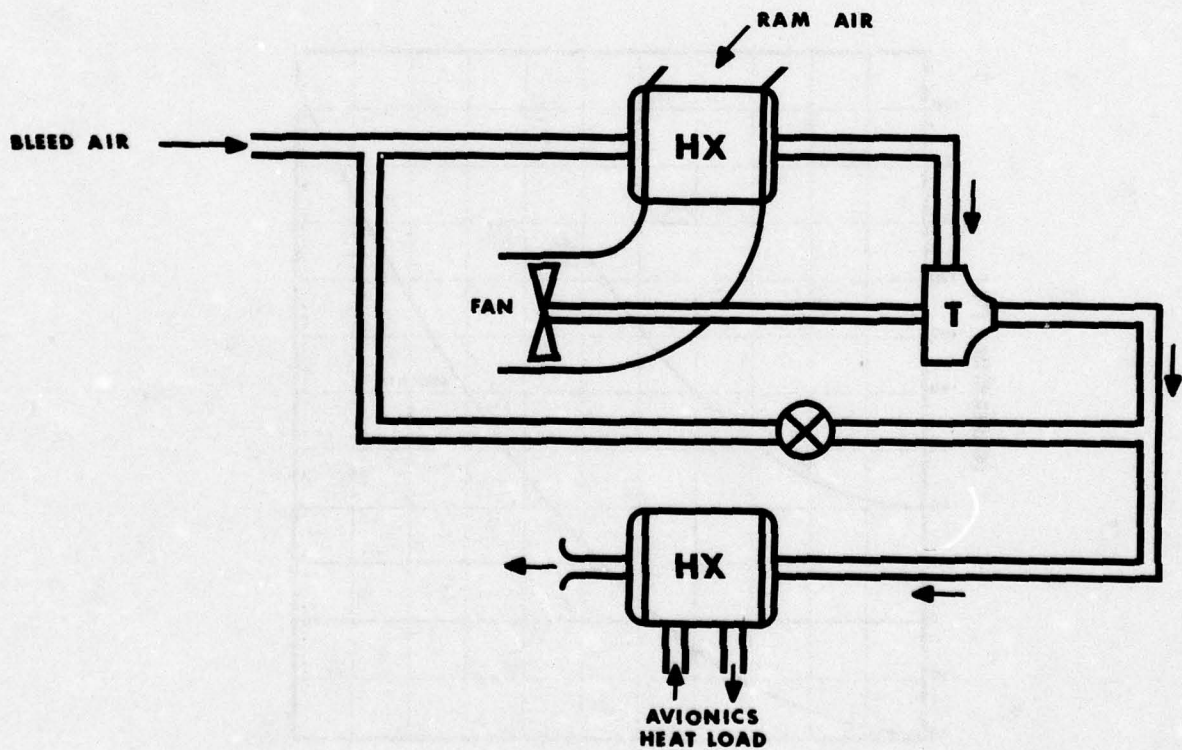 RAM AIR
BLEED AIR
HX
FAN
T
HX
AVIONICS
HEAT LOAD